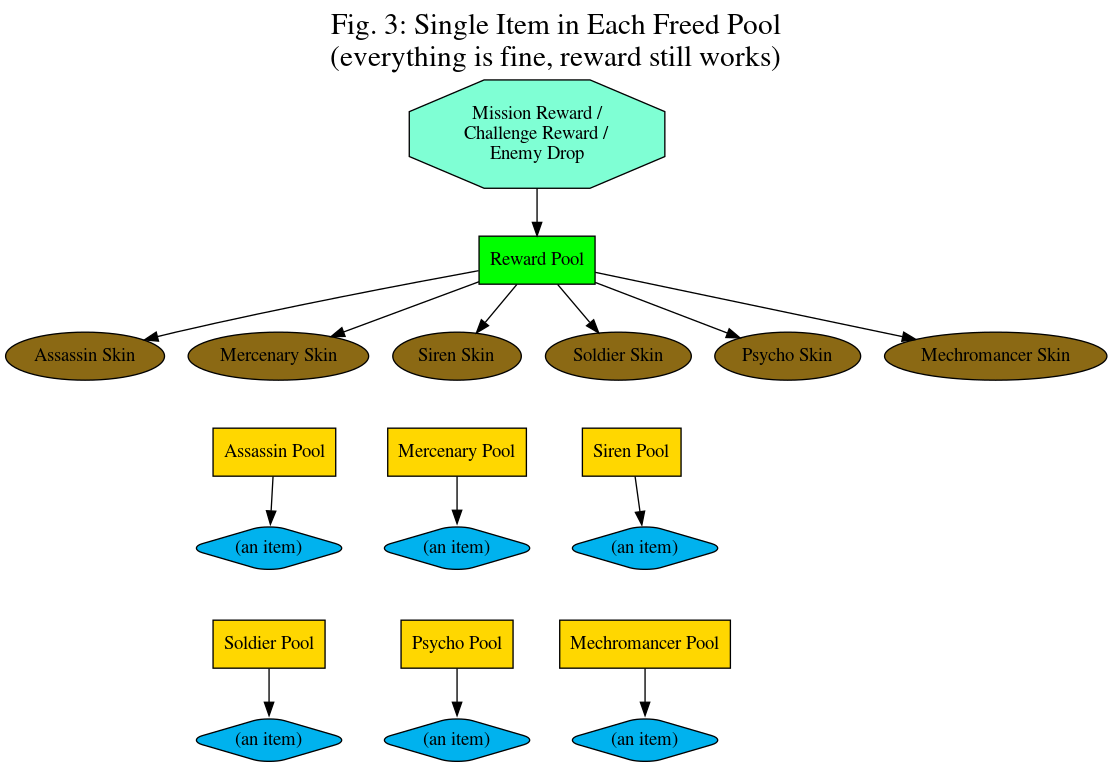 Fig. 3: Single Item in Each Freed Pool
(everything is fine, reward still works)
Mission Reward /
Challenge Reward /
Enemy Drop
Reward Pool
Assassin Skin
Mercenary Skin
Siren Skin
Soldier Skin
Psycho Skin
Mechromancer Skin
Assassin Pool
Mercenary Pool
Siren Pool
(an item)
(an item)
(an item)
Soldier Pool
Psycho Pool
Mechromancer Pool
(an item)
(an item)
(an item)